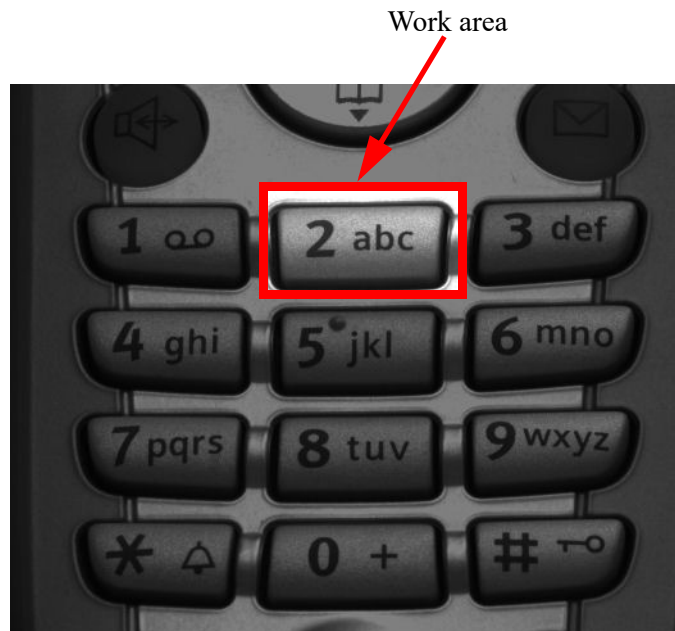 Work area
1
2 abc
3 def
4 ghi
5 jkl
6 mno
7 pqrs
8 tuv
9 wxyz
*
0 +
#